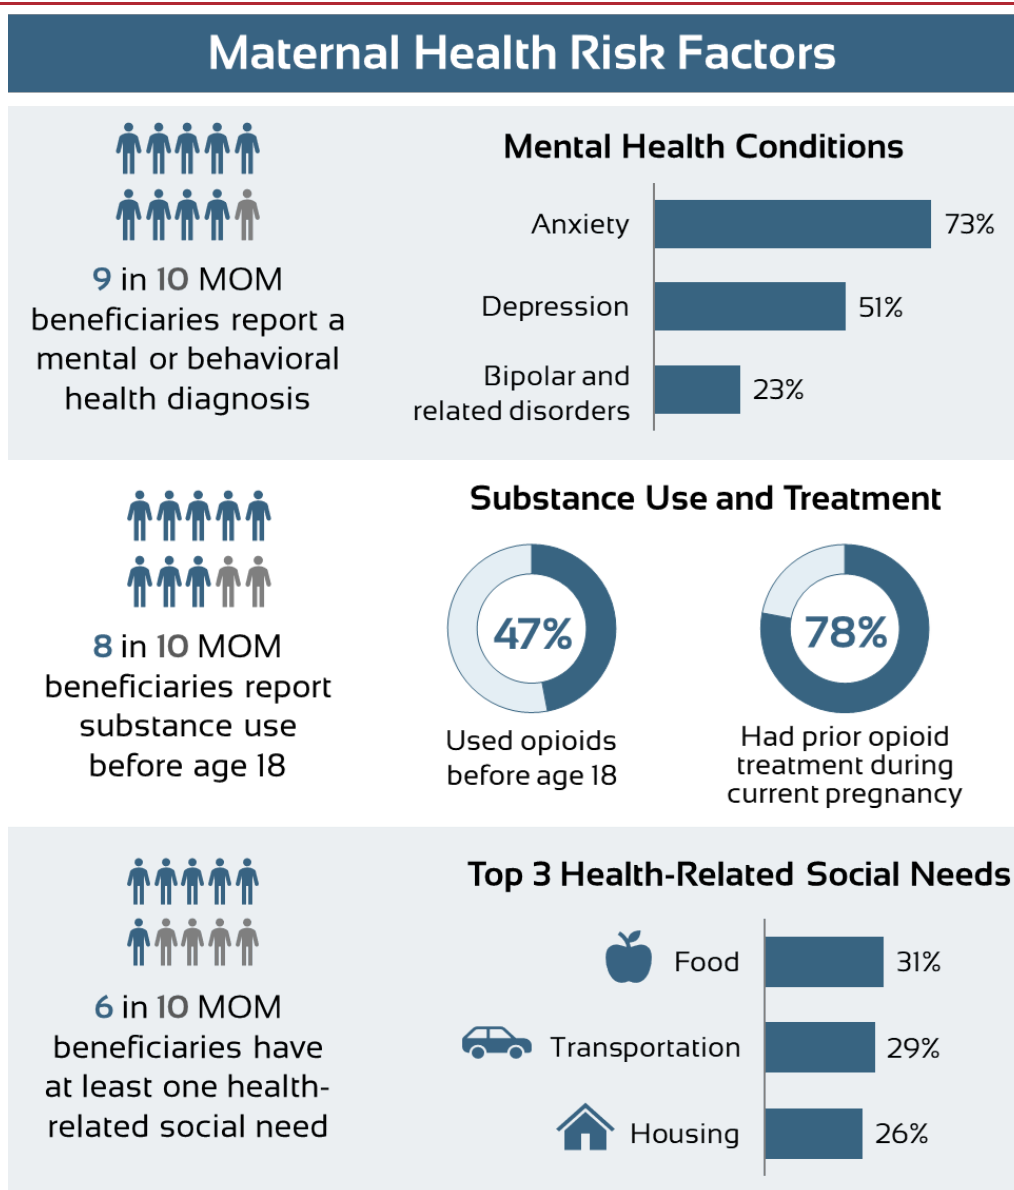 Maternal Health Risk Factors
9 in 10 MOM
beneficiaries report a
mental or behavioral
health diagnosis
Mental Health Conditions
Anxiety
73%
Depression
51%
Bipolar and
related disorders
23%
8 in 10 MOM
beneficiaries report
substance use
before age 18
Substance Use and Treatment
47%
Used opioids
before age 18
78%
Had prior opioid
treatment during
current pregnancy
6 in 10 MOM
beneficiaries have
at least one health-
related social need
Top 3 Health-Related Social Needs
Food
31%
Transportation
29%
Housing
26%